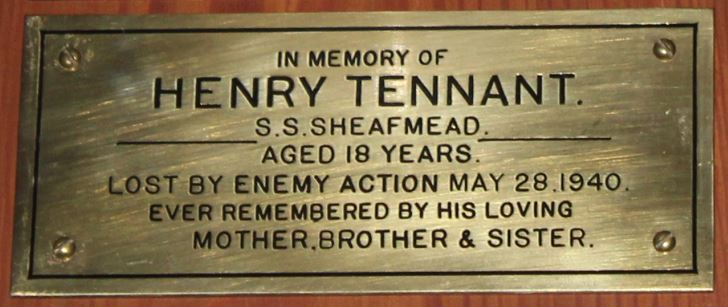 IN MEMORY OF
HENRY TENNANT.
S.S.SHEAFMEAD.
AGED 18 YEARS.
LOST BY ENEMY ACTION MAY 28.1940.
EVER REMEMBERED BY HIS LOVING
MOTHER,BROTHER & SISTER.